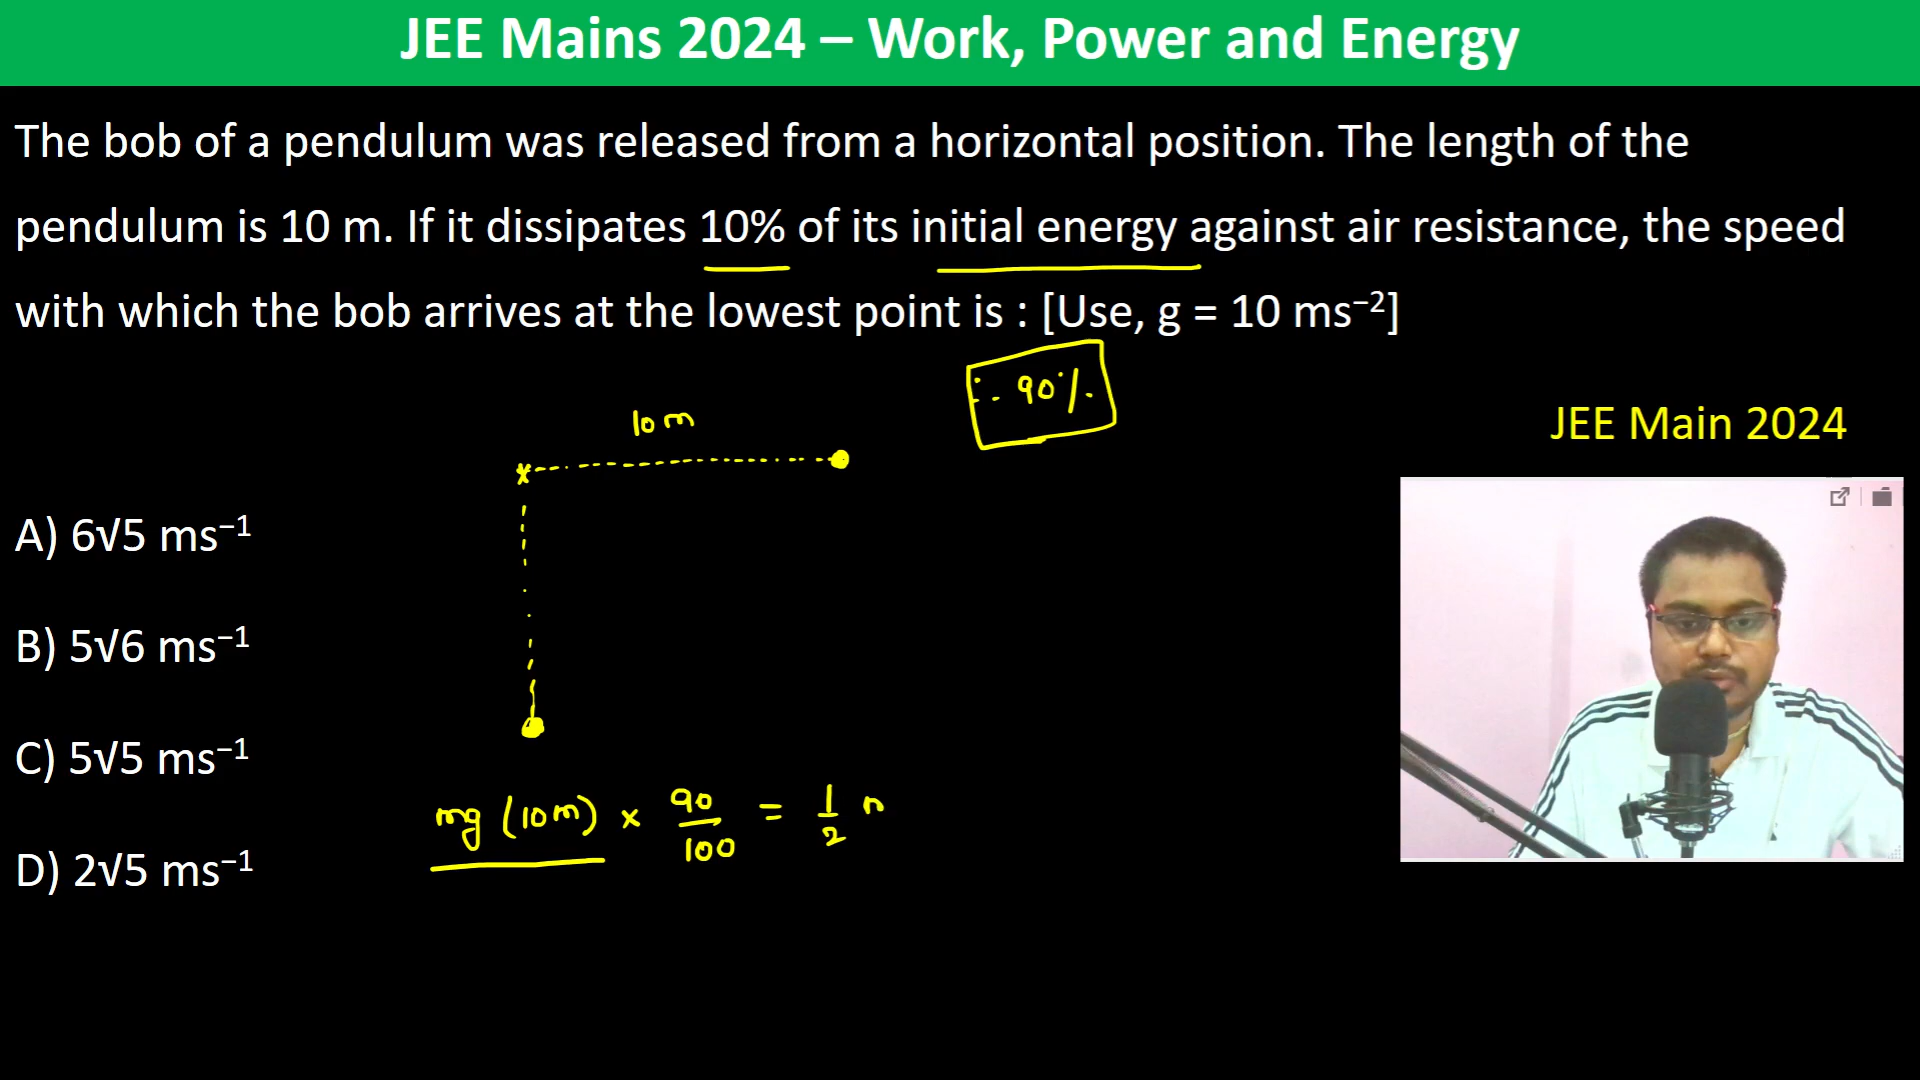 JEE Mains 2024 – Work, Power and Energy
The bob of a pendulum was released from a horizontal position. The length of the
pendulum is 10 m. If it dissipates 10% of its initial energy against air resistance, the speed
with which the bob arrives at the lowest point is : [Use, g = 10 ms⁻²]
∴ 90%
10 m
JEE Main 2024
A) 6√5 ms⁻¹
B) 5√6 ms⁻¹
C) 5√5 ms⁻¹
D) 2√5 ms⁻¹
mg (10m) × 90/100 = 1/2